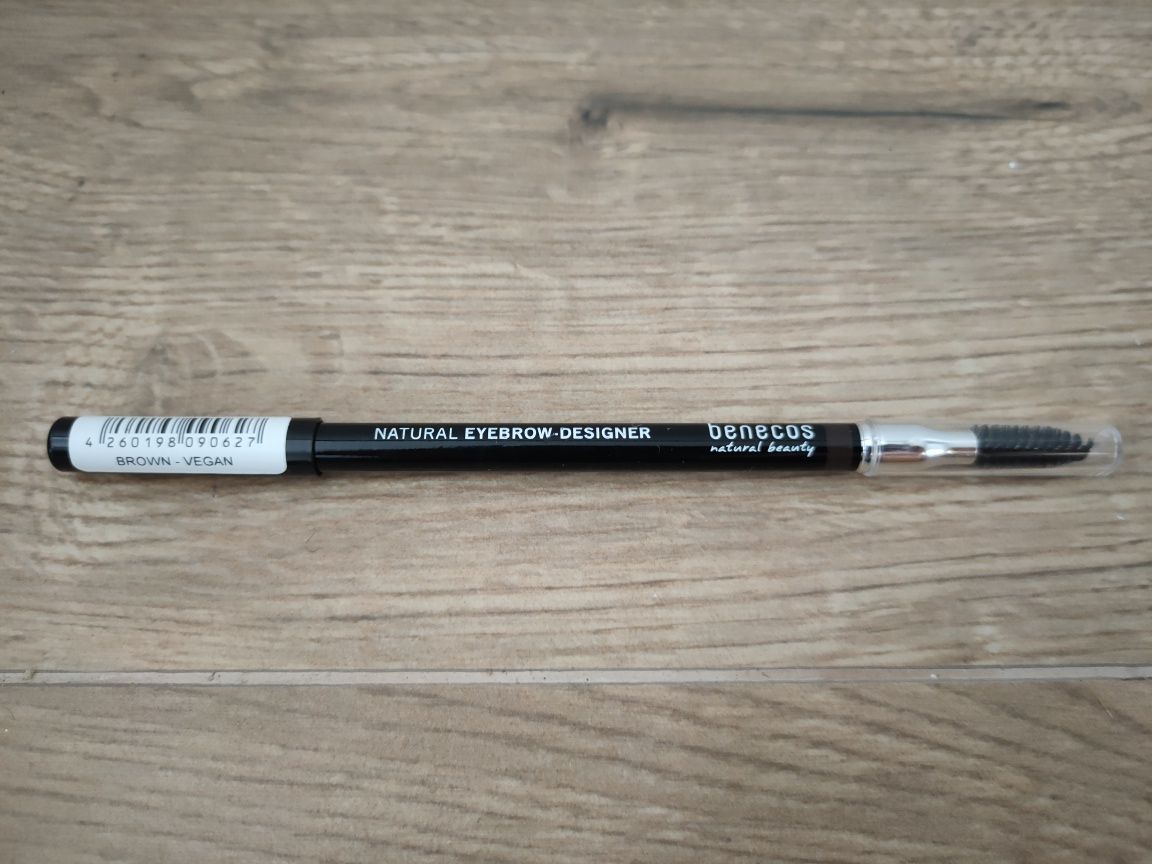 4 260198 090627
BROWN - VEGAN
NATURAL EYEBROW-DESIGNER
benecos
natural beauty